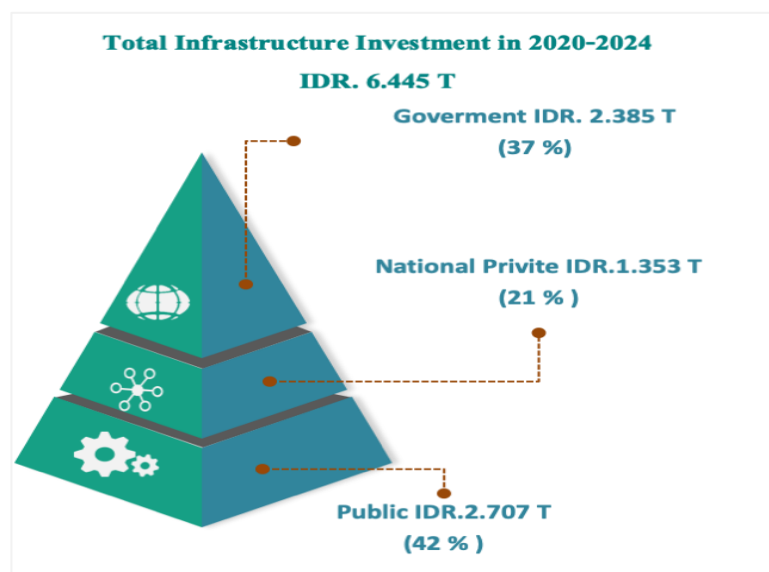 Total Infrastructure Investment in 2020-2024
IDR. 6.445 T
Goverment IDR. 2.385 T
(37 %)
National Privite IDR.1.353 T
(21 % )
Public IDR.2.707 T
(42 % )